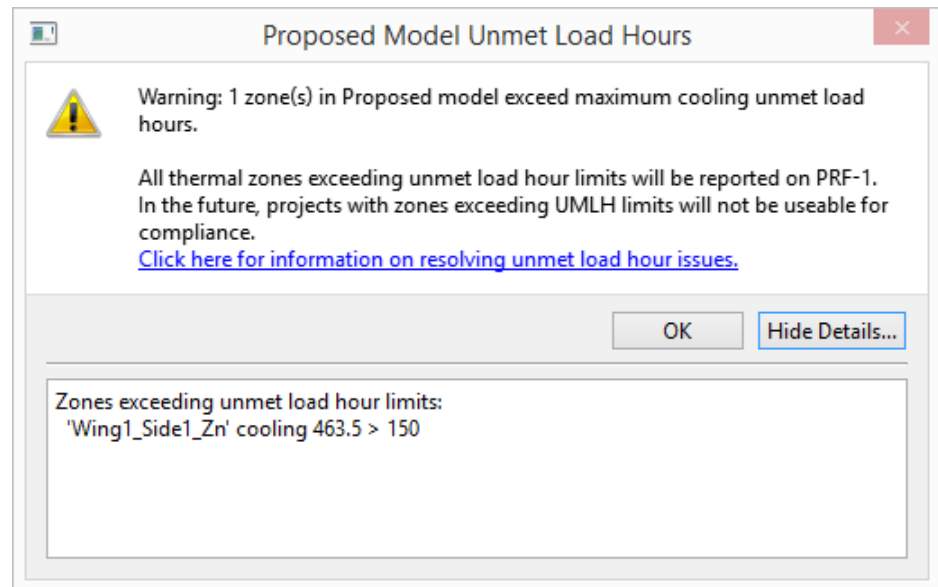 Proposed Model Unmet Load Hours
Warning: 1 zone(s) in Proposed model exceed maximum cooling unmet load
hours.
All thermal zones exceeding unmet load hour limits will be reported on PRF-1.
In the future, projects with zones exceeding UMLH limits will not be useable for
compliance.
Click here for information on resolving unmet load hour issues.
OK
Hide Details...
Zones exceeding unmet load hour limits:
'Wing1_Side1_Zn' cooling 463.5 > 150